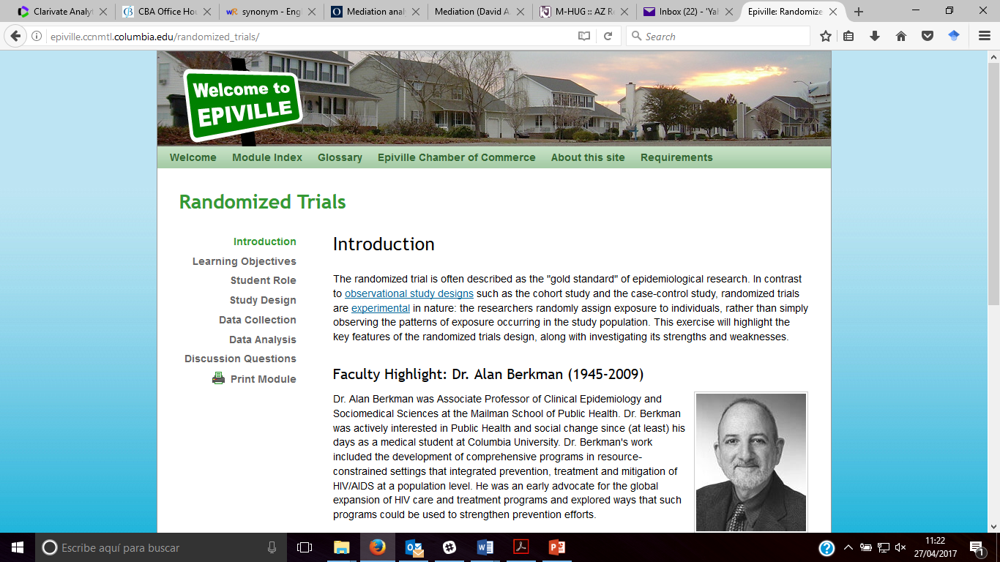 Clarivate Analyt
CBA Office Hou
synonym - Engl
Mediation anal
Mediation (David A.
M-HUG :: AZ R
Inbox (22) - 'Yal
Epiville: Randomize
epiville.ccnmtl.columbia.edu/randomized_trials/
Search
Welcome to
EPIVILLE
Welcome Module Index Glossary Epiville Chamber of Commerce About this site Requirements
Randomized Trials
Introduction
Learning Objectives
Student Role
Study Design
Data Collection
Data Analysis
Discussion Questions
Print Module
Introduction
The randomized trial is often described as the "gold standard" of epidemiological research. In contrast
to observational study designs such as the cohort study and the case-control study, randomized trials
are experimental in nature: the researchers randomly assign exposure to individuals, rather than simply
observing the patterns of exposure occurring in the study population. This exercise will highlight the
key features of the randomized trials design, along with investigating its strengths and weaknesses.
Faculty Highlight: Dr. Alan Berkman (1945-2009)
Dr. Alan Berkman was Associate Professor of Clinical Epidemiology and
Sociomedical Sciences at the Mailman School of Public Health. Dr. Berkman
was actively interested in Public Health and social change since (at least) his
days as a medical student at Columbia University. Dr. Berkman's work
included the development of comprehensive programs in resource-
constrained settings that integrated prevention, treatment and mitigation of
HIV/AIDS at a population level. He was an early advocate for the global
expansion of HIV care and treatment programs and explored ways that such
programs could be used to strengthen prevention efforts.
Escribe aquí para buscar
11:22
27/04/2017
1